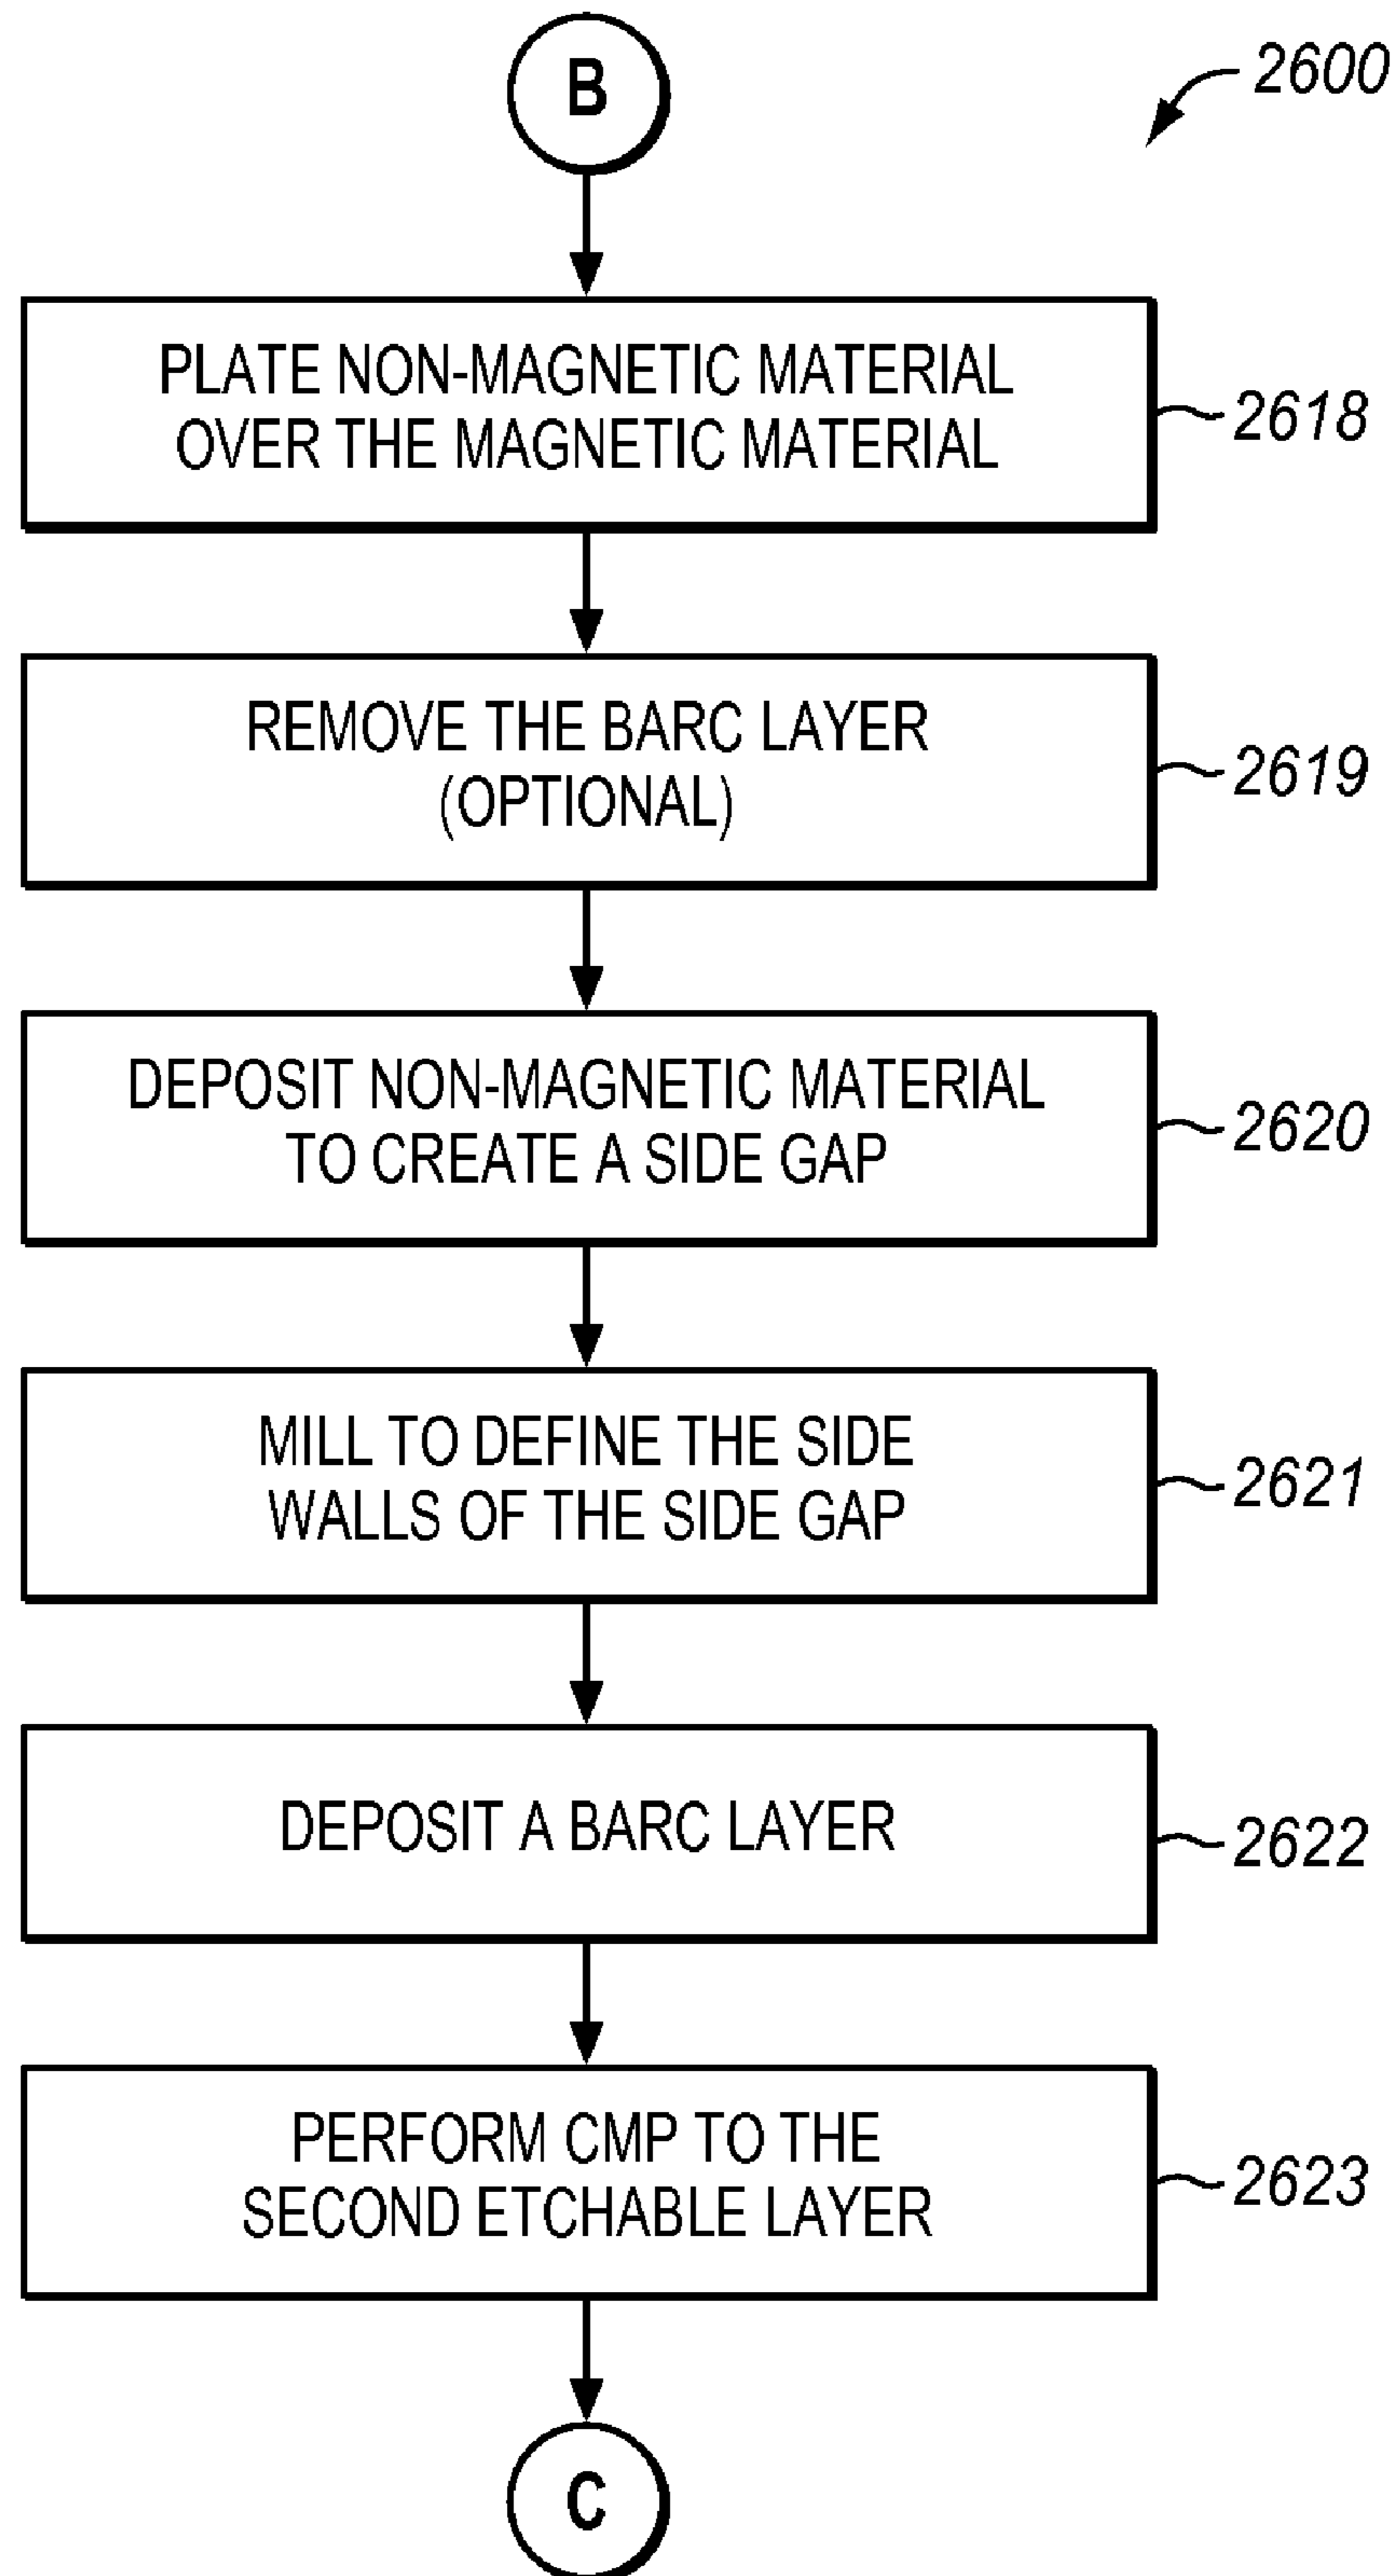 B
2600
PLATE NON-MAGNETIC MATERIAL
OVER THE MAGNETIC MATERIAL
2618
REMOVE THE BARC LAYER
(OPTIONAL)
2619
DEPOSIT NON-MAGNETIC MATERIAL
TO CREATE A SIDE GAP
2620
MILL TO DEFINE THE SIDE
WALLS OF THE SIDE GAP
2621
DEPOSIT A BARC LAYER
2622
PERFORM CMP TO THE
SECOND ETCHABLE LAYER
2623
C